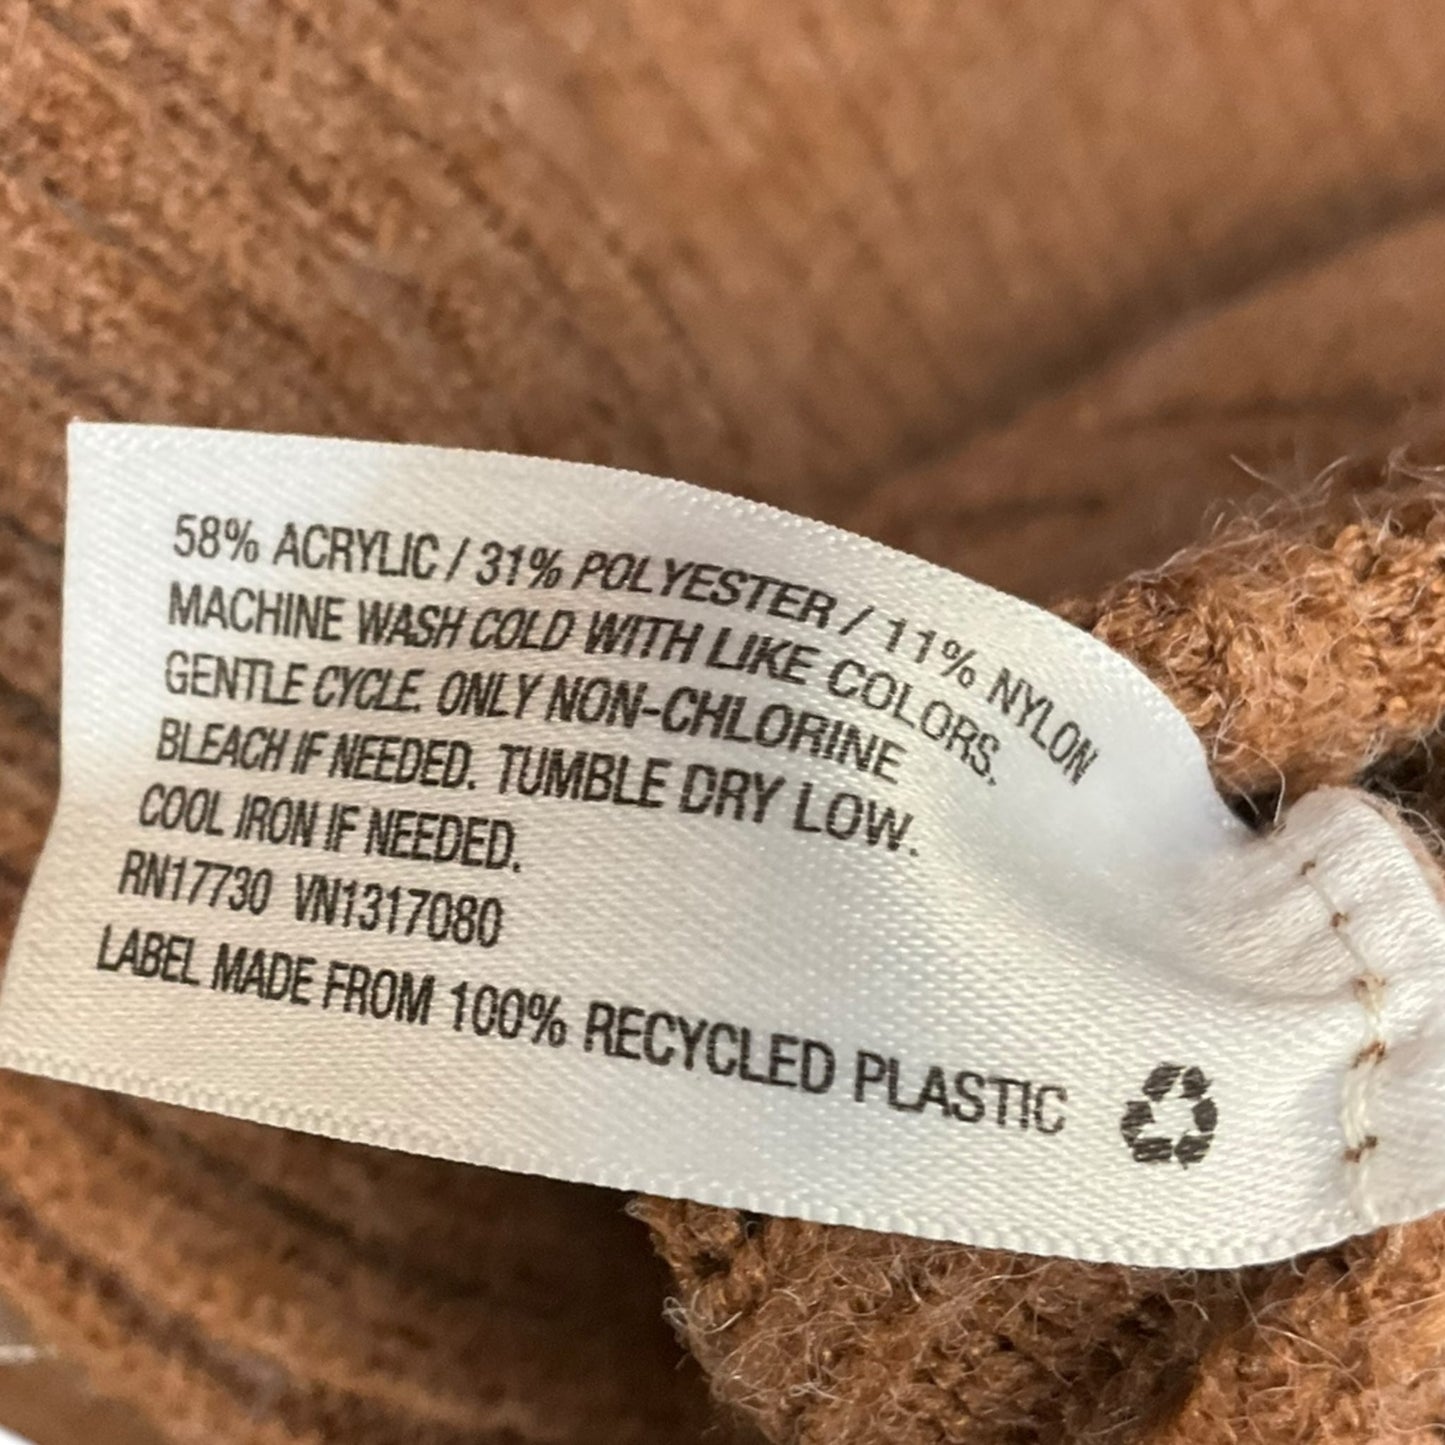 58% ACRYLIC / 31% POLYESTER / 11% NYLON
MACHINE WASH COLD WITH LIKE COLORS.
GENTLE CYCLE. ONLY NON-CHLORINE
BLEACH IF NEEDED. TUMBLE DRY LOW.
COOL IRON IF NEEDED.
RN17730 VN1317080
LABEL MADE FROM 100% RECYCLED PLASTIC